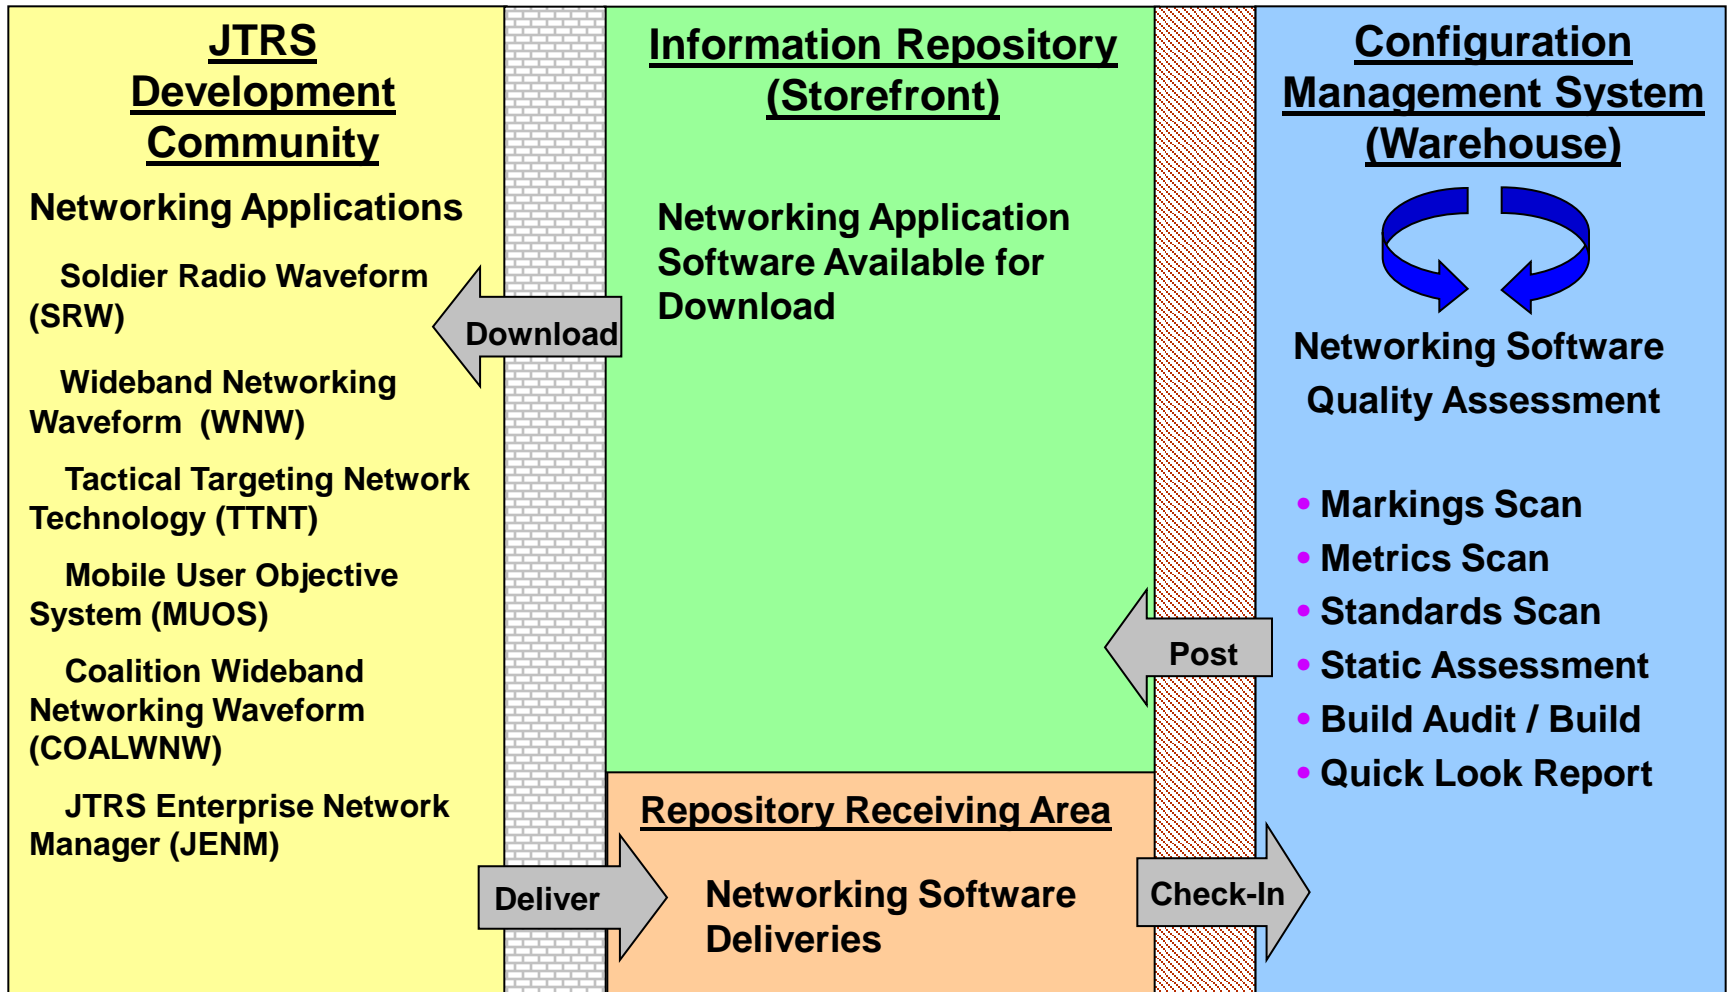 JTRS
Development
Community
Networking Applications
Soldier Radio Waveform
(SRW)
Wideband Networking
Waveform (WNW)
Tactical Targeting Network
Technology (TTNT)
Mobile User Objective
System (MUOS)
Coalition Wideband
Networking Waveform
(COALWNW)
JTRS Enterprise Network
Manager (JENM)
Download
Deliver
Information Repository
(Storefront)
Networking Application
Software Available for
Download
Post
Repository Receiving Area
Networking Software
Deliveries
Check-In
Configuration
Management System
(Warehouse)
Networking Software
Quality Assessment
• Markings Scan
• Metrics Scan
• Standards Scan
• Static Assessment
• Build Audit / Build
• Quick Look Report